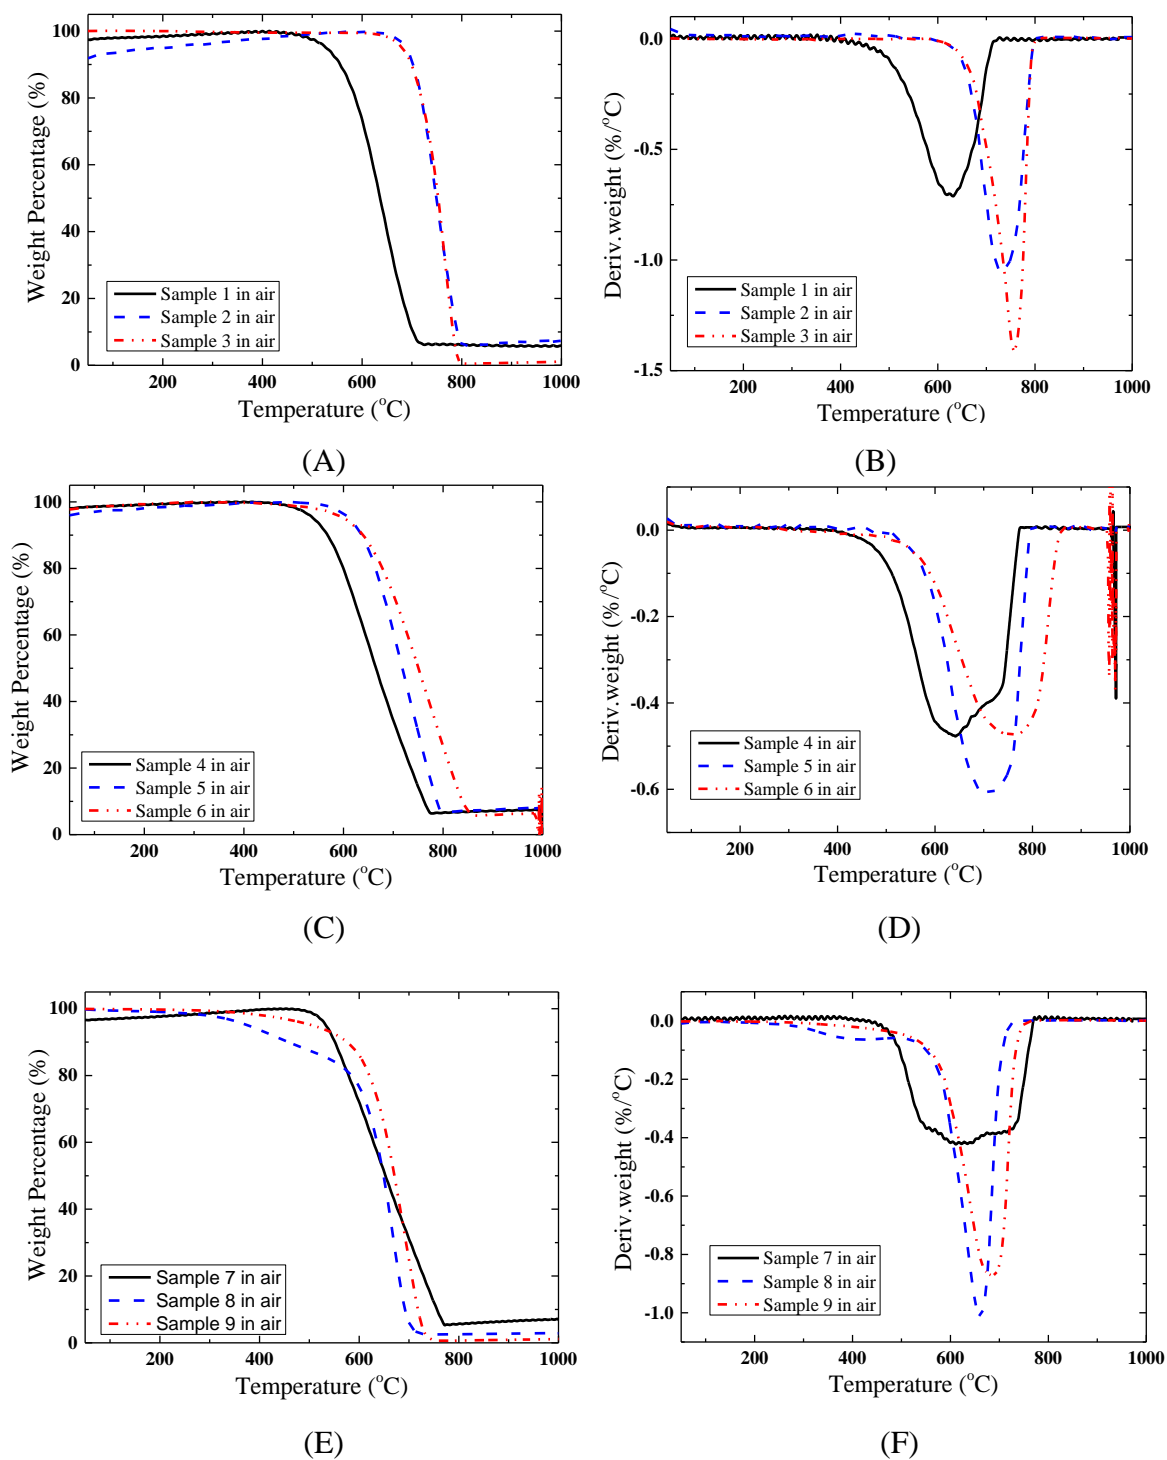 100
80
60
40
20
0
200
400
600
800
1000
Weight Percentage (%)
Temperature (°C)
Sample 1 in air
Sample 2 in air
Sample 3 in air
(A)
0.0
-0.5
-1.0
-1.5
200
400
600
800
1000
Deriv.weight (%/°C)
Temperature (°C)
Sample 1 in air
Sample 2 in air
Sample 3 in air
(B)
100
80
60
40
20
0
200
400
600
800
1000
Weight Percentage (%)
Temperature (°C)
Sample 4 in air
Sample 5 in air
Sample 6 in air
(C)
0.0
-0.2
-0.4
-0.6
200
400
600
800
1000
Deriv.weight (%/°C)
Temperature (°C)
Sample 4 in air
Sample 5 in air
Sample 6 in air
(D)
100
80
60
40
20
0
200
400
600
800
1000
Weight Percentage (%)
Temperature (°C)
Sample 7 in air
Sample 8 in air
Sample 9 in air
(E)
0.0
-0.2
-0.4
-0.6
-0.8
-1.0
200
400
600
800
1000
Deriv.weight (%/°C)
Temperature (°C)
Sample 7 in air
Sample 8 in air
Sample 9 in air
(F)